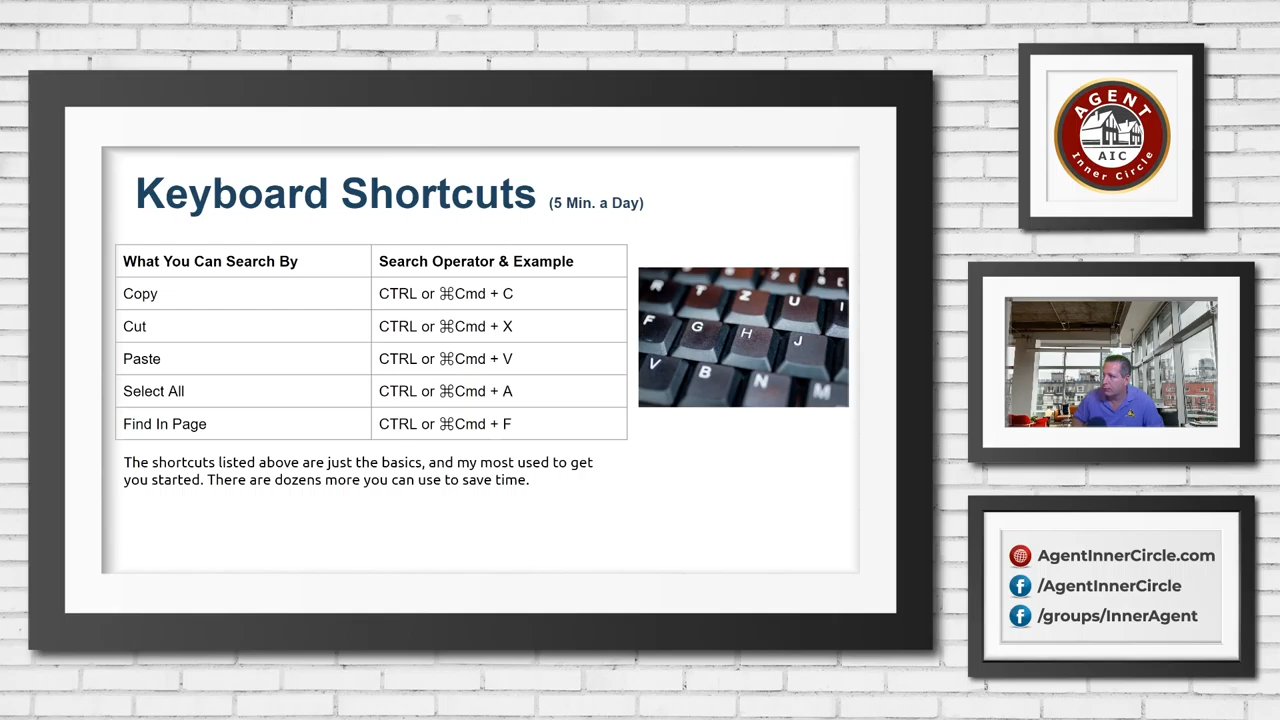 Keyboard Shortcuts (5 Min. a Day)
What You Can Search By Search Operator & Example
Copy CTRL or ⌘Cmd + C
Cut CTRL or ⌘Cmd + X
Paste CTRL or ⌘Cmd + V
Select All CTRL or ⌘Cmd + A
Find In Page CTRL or ⌘Cmd + F
The shortcuts listed above are just the basics, and my most used to get
you started. There are dozens more you can use to save time.
R T Z U I
F G H J
V B N M
AGENT
AIC
Inner Circle
AgentInnerCircle.com
/AgentInnerCircle
/groups/InnerAgent